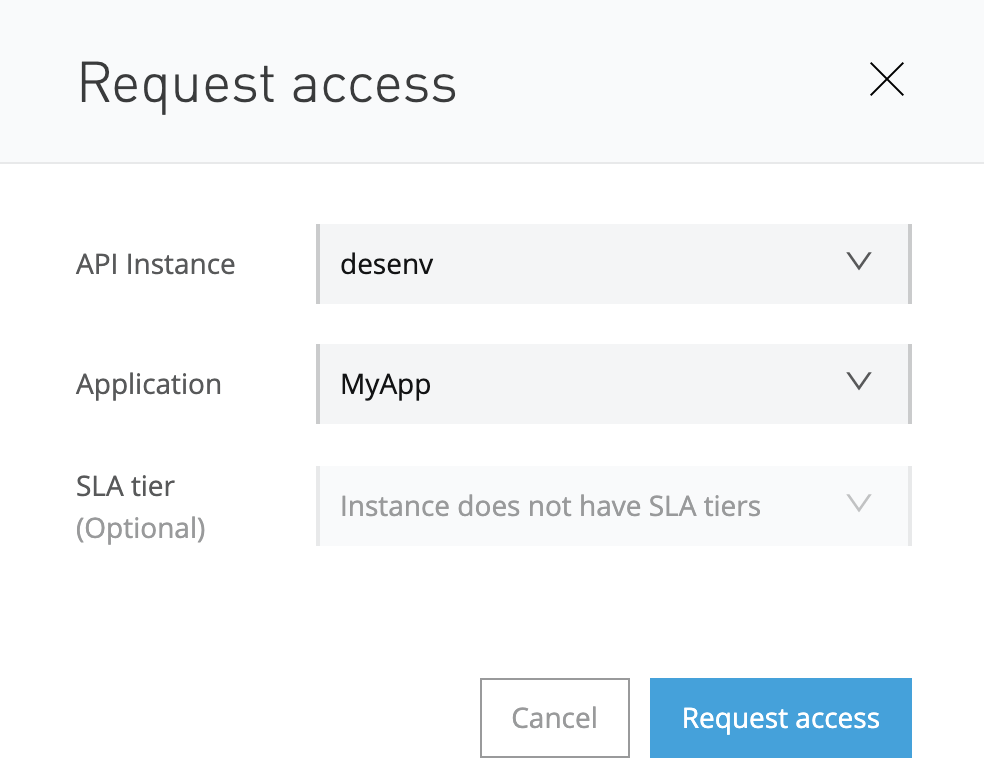 Request access
API Instance
desenv
Application
MyApp
SLA tier
(Optional)
Instance does not have SLA tiers
Cancel
Request access